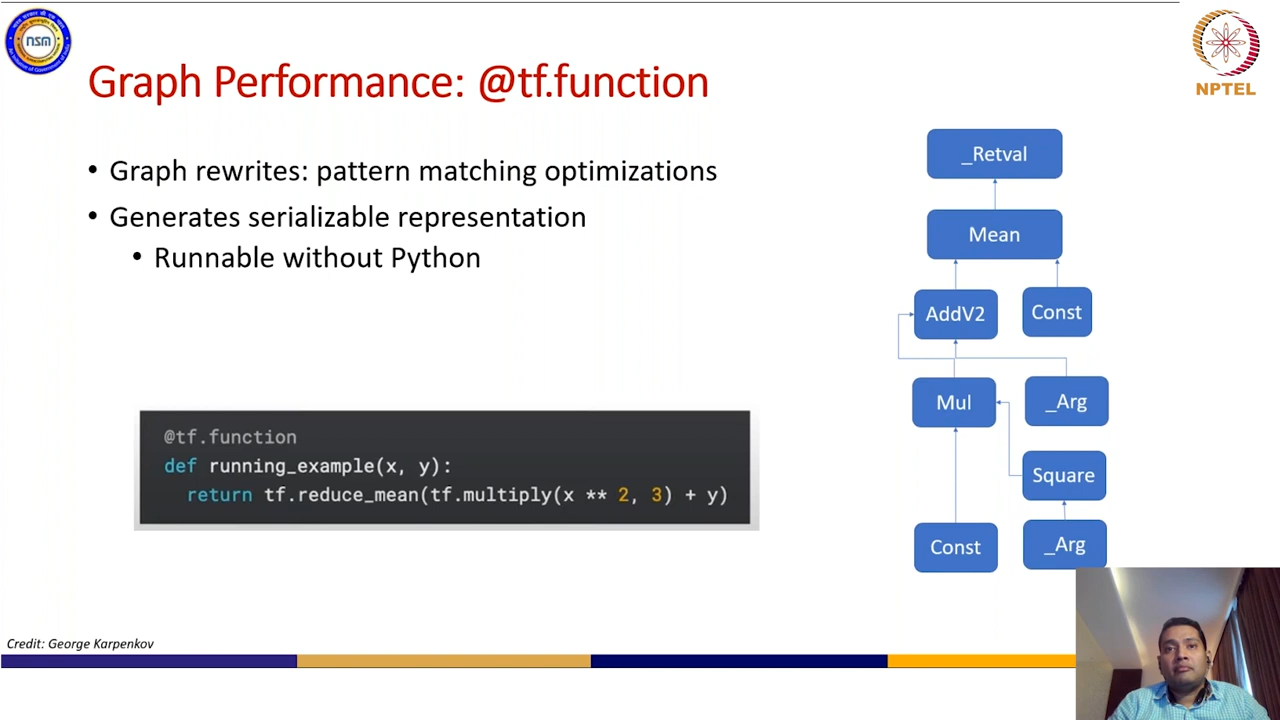 nsm
NPTEL
Graph Performance: @tf.function
• Graph rewrites: pattern matching optimizations
• Generates serializable representation
• Runnable without Python
@tf.function
def running_example(x, y):
return tf.reduce_mean(tf.multiply(x ** 2, 3) + y)
_Retval
Mean
AddV2
Const
Mul
_Arg
Square
Const
_Arg
Credit: George Karpenkov